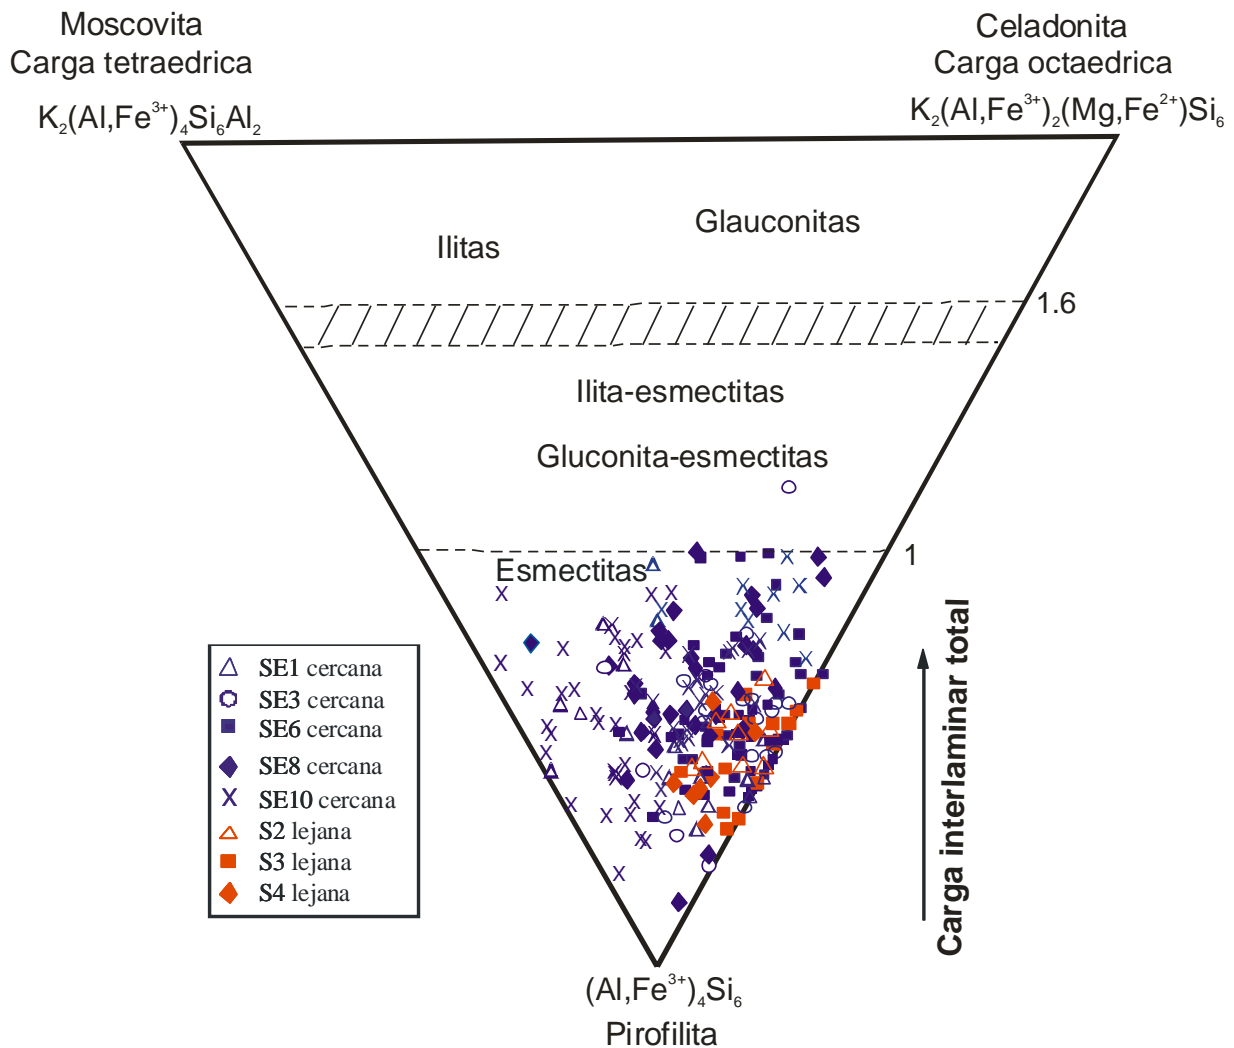 Moscovita
Carga tetraedrica
K₂(Al,Fe³⁺)₄Si₆Al₂
Celadonita
Carga octaedrica
K₂(Al,Fe³⁺)₂(Mg,Fe²⁺)Si₆
Glauconitas
Ilitas
1.6
Ilita-esmectitas
Gluconita-esmectitas
1
Esmectitas
SE1 cercana
SE3 cercana
SE6 cercana
SE8 cercana
SE10 cercana
S2 lejana
S3 lejana
S4 lejana
Carga interlaminar total
(Al,Fe³⁺)₄Si₆
Pirofilita